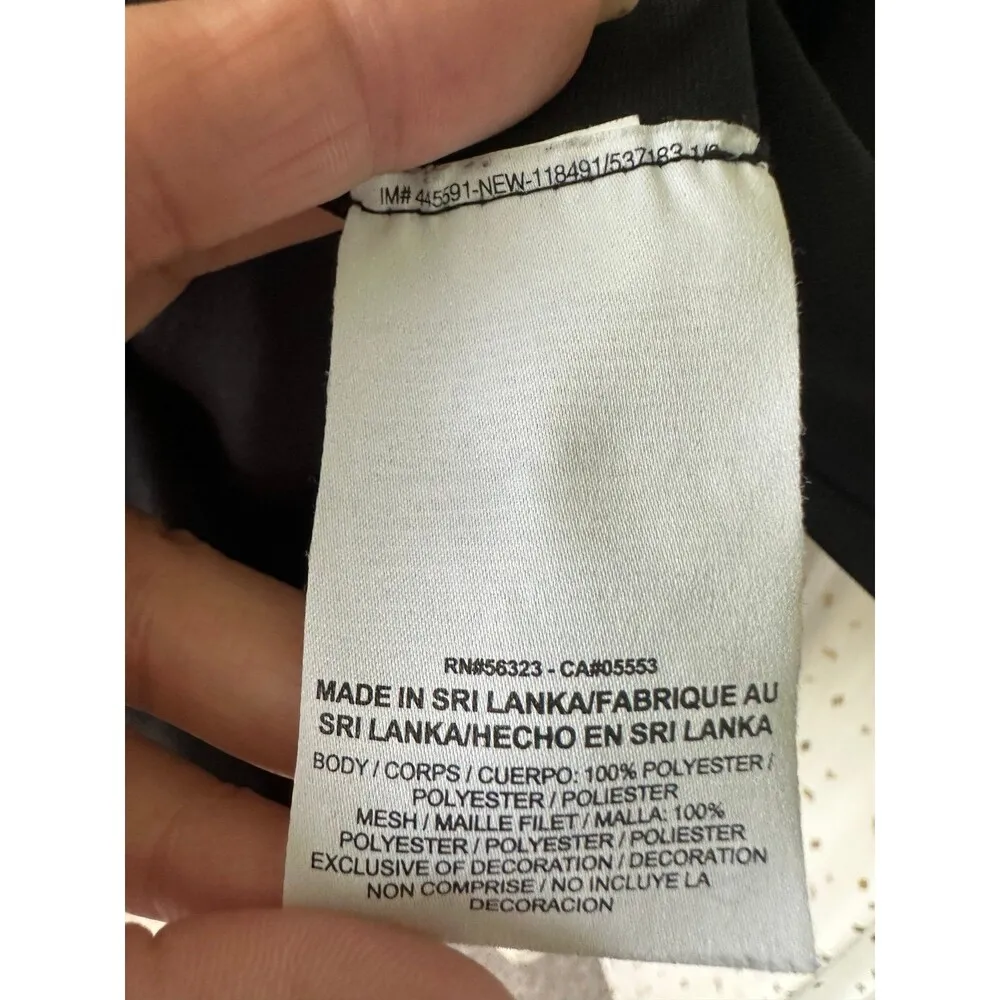 IM# 445591-NEW-118491/537183-1/2
RN#56323 - CA#05553
MADE IN SRI LANKA/FABRIQUE AU
SRI LANKA/HECHO EN SRI LANKA
BODY / CORPS / CUERPO: 100% POLYESTER /
POLYESTER / POLIESTER
MESH / MAILLE FILET / MALLA: 100%
POLYESTER / POLYESTER / POLIESTER
EXCLUSIVE OF DECORATION / DECORATION
NON COMPRISE / NO INCLUYE LA
DECORACION